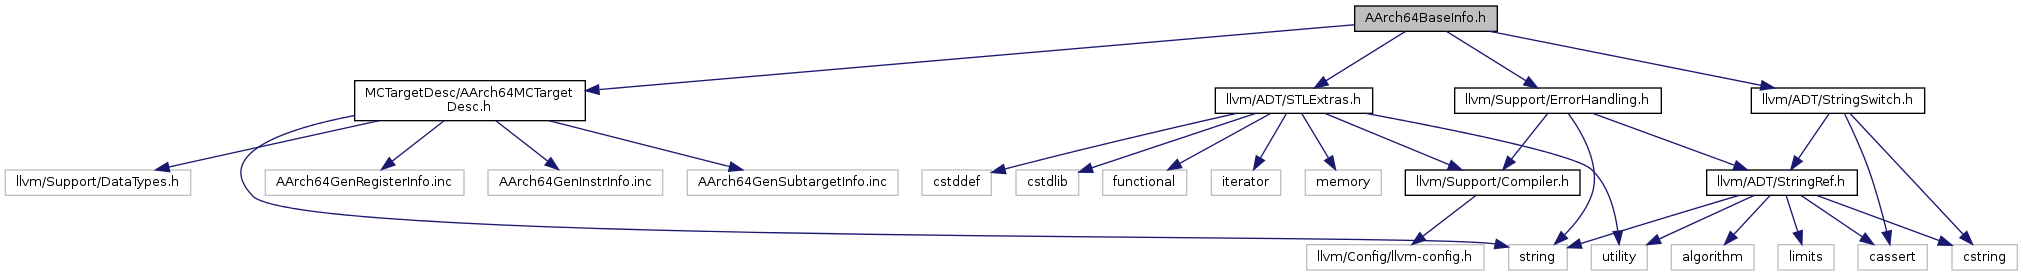 AArch64BaseInfo.h
MCTargetDesc/AArch64MCTarget
Desc.h
llvm/ADT/STLExtras.h
llvm/Support/ErrorHandling.h
llvm/ADT/StringSwitch.h
llvm/Support/DataTypes.h
AArch64GenRegisterInfo.inc
AArch64GenInstrInfo.inc
AArch64GenSubtargetInfo.inc
cstddef
cstdlib
functional
iterator
memory
llvm/Support/Compiler.h
llvm/ADT/StringRef.h
llvm/Config/llvm-config.h
string
utility
algorithm
limits
cassert
cstring